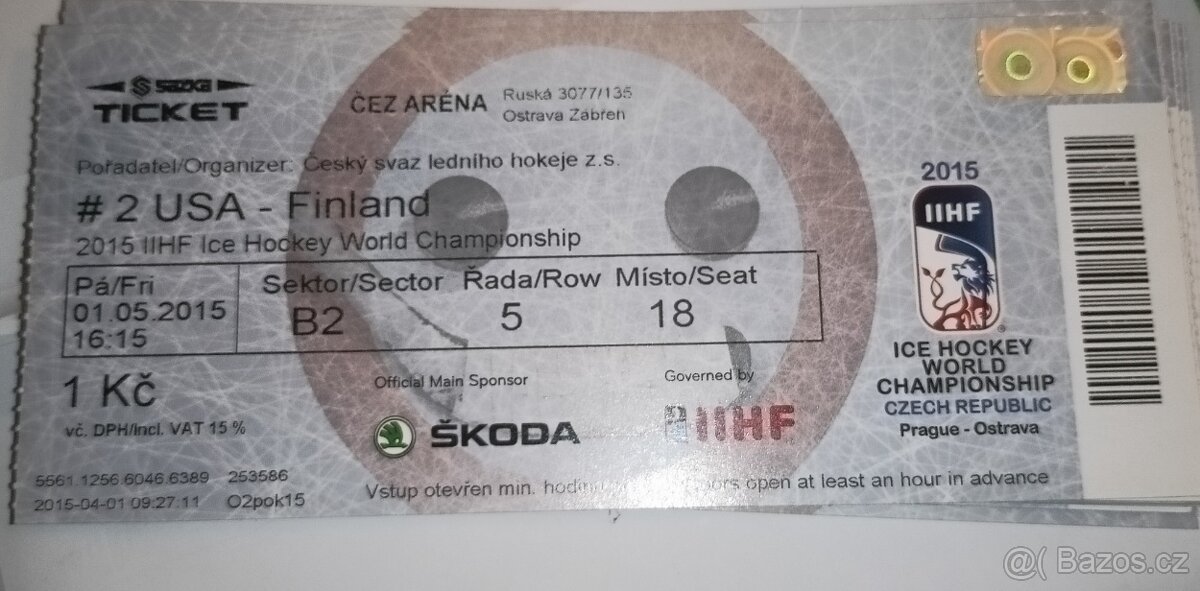 sazka
TICKET
ČEZ ARÉNA
Ruská 3077/135
Ostrava Zábřeh
Pořadatel/Organizer: Český svaz ledního hokeje z.s.
# 2 USA - Finland
2015 IIHF Ice Hockey World Championship
Pá/Fri
01.05.2015
16:15
Sektor/Sector Řada/Row Místo/Seat
B2 5 18
1 Kč
vč. DPH/incl. VAT 15 %
Official Main Sponsor
ŠKODA
Governed by
IIHF
2015
IIHF
ICE HOCKEY
WORLD
CHAMPIONSHIP
CZECH REPUBLIC
Prague - Ostrava
5561.1256.6046.6389 253586
2015-04-01 09:27:11 O2pok15
Vstup otevřen min. open at least an hour in advance
@( Bazos.cz